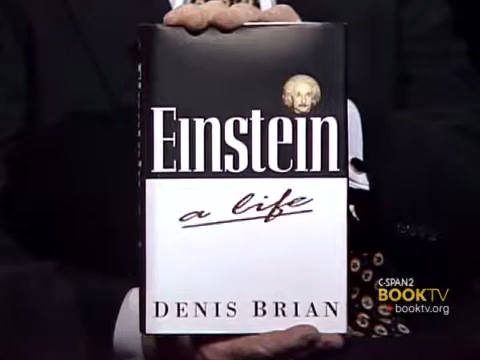 Einstein
a life
DENIS BRIAN
C-SPAN2
BOOKTV
booktv.org